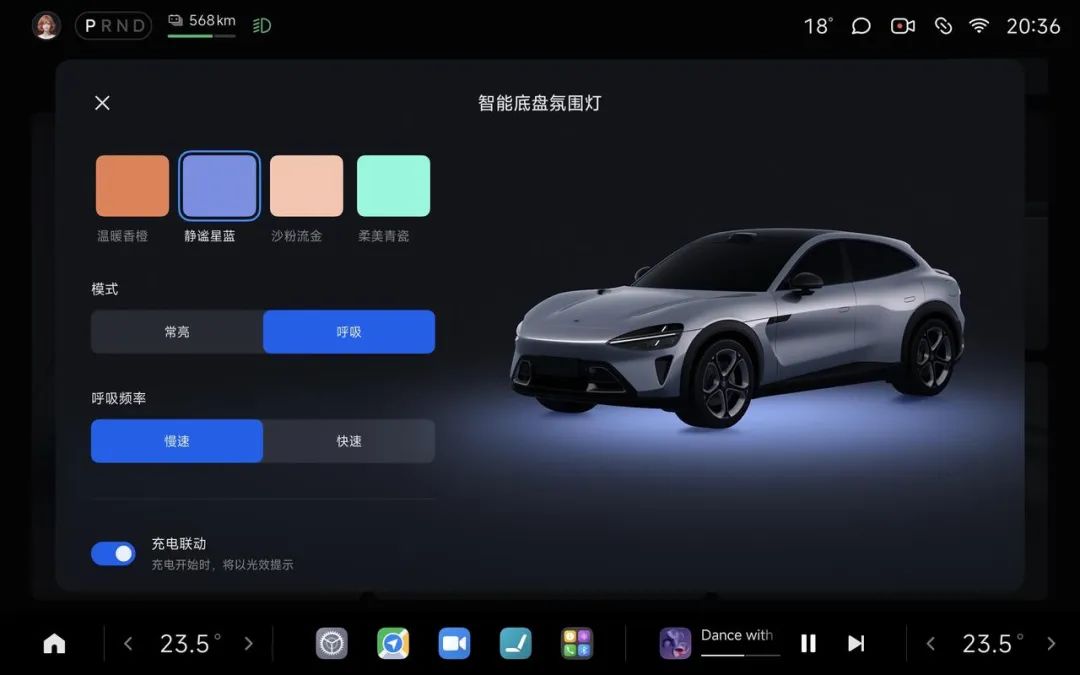 P R N D
568km
18°
20:36
智能底盘氛围灯
温暖香橙
静谧星蓝
沙粉流金
柔美青瓷
模式
常亮
呼吸
呼吸频率
慢速
快速
充电联动
充电开始时，将以光效提示
23.5°
Dance with
23.5°